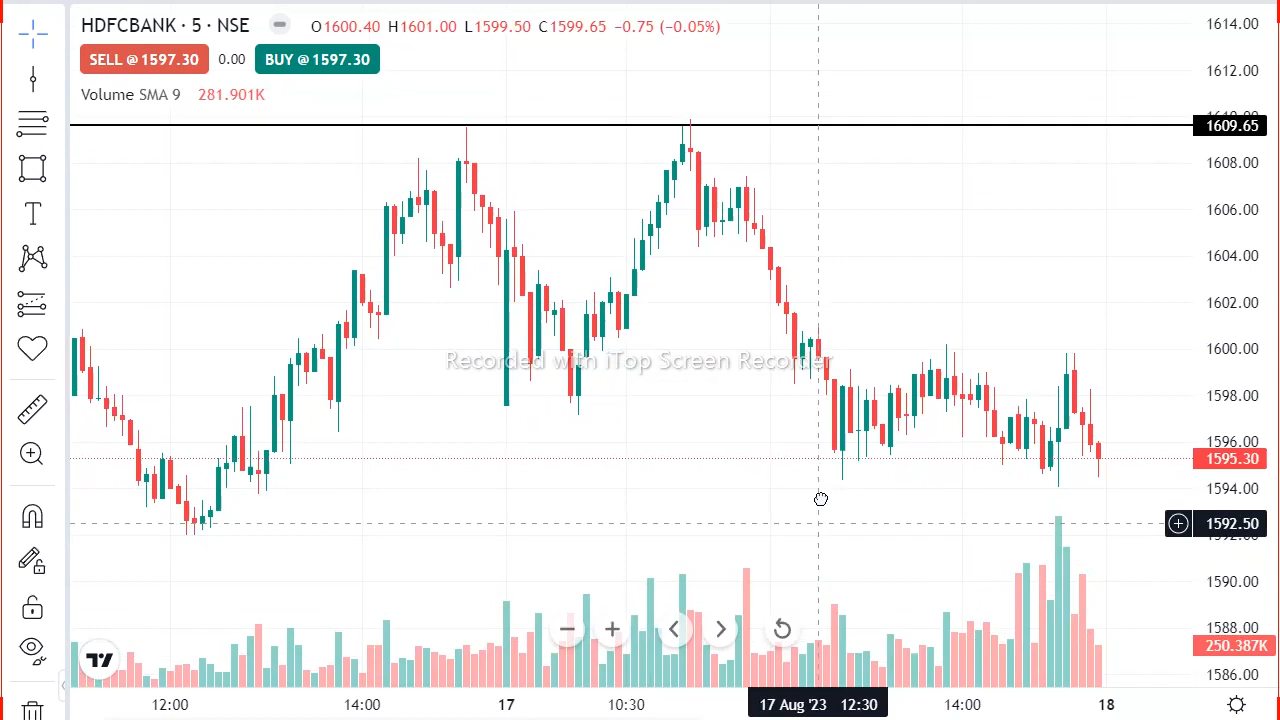 HDFCBANK · 5 · NSE O1600.40 H1601.00 L1599.50 C1599.65 −0.75 (−0.05%)
SELL @ 1597.30 0.00 BUY @ 1597.30
Volume SMA 9 281.901K
1614.00
1612.00
1609.65
1608.00
1606.00
1604.00
1602.00
1600.00
Recorded with iTop Screen Recorder
1598.00
1596.00
1595.30
1594.00
1592.50
1590.00
1588.00
250.387K
1586.00
12:00 14:00 17 10:30 17 Aug '23 12:30 14:00 18